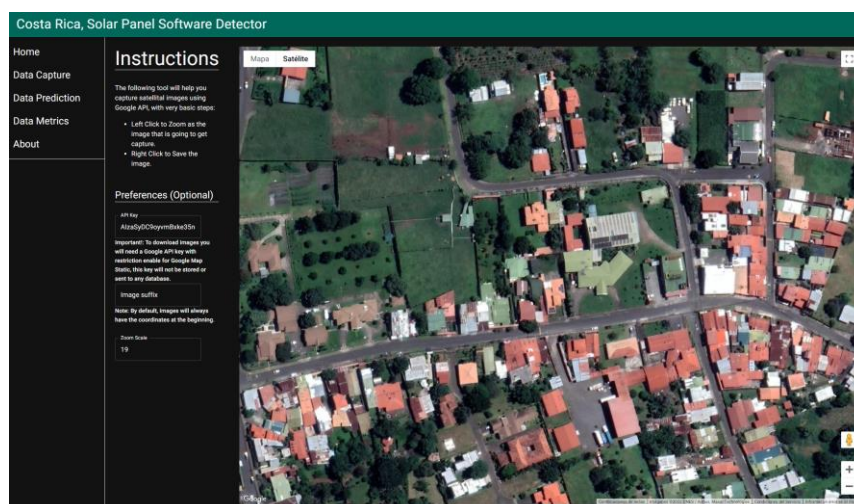 Costa Rica, Solar Panel Software Detector
Home
Data Capture
Data Prediction
Data Metrics
About
Instructions
The following tool will help you
capture satellital images using
Google API, with very basic steps:
Left Click to Zoom as the
image that is going to get
capture.
Right Click to Save the
image.
Preferences (Optional)
API Key
AIzaSyDC9oyvmBxke35n
Important!: To download images you
will need a Google API key with
restriction enable for Google Map
Static, this key will not be stored or
sent to any database.
Image suffix
Note: By default, images will always
have the coordinates at the beginning.
Zoom Scale
19
Mapa Satélite
Google